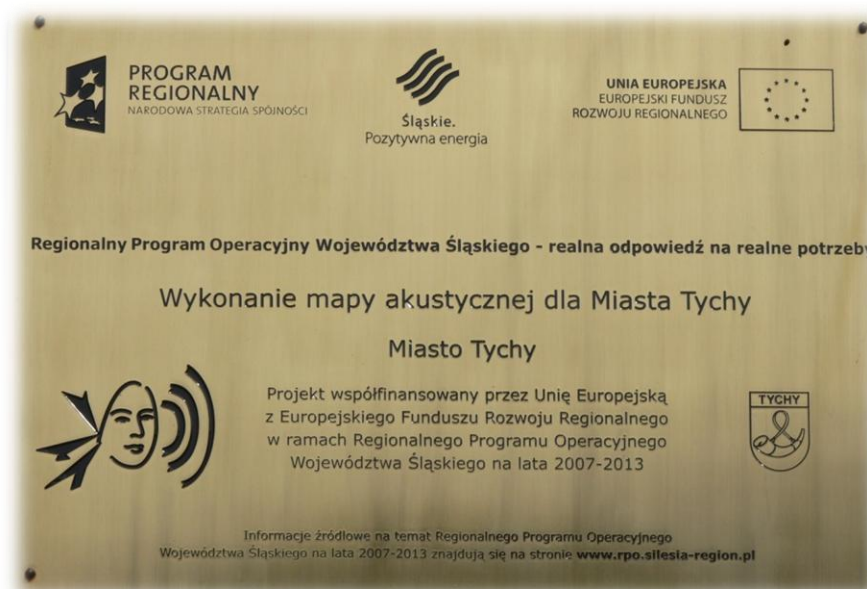 PROGRAM
REGIONALNY
NARODOWA STRATEGIA SPÓJNOŚCI
Śląskie.
Pozytywna energia
UNIA EUROPEJSKA
EUROPEJSKI FUNDUSZ
ROZWOJU REGIONALNEGO
Regionalny Program Operacyjny Województwa Śląskiego - realna odpowiedź na realne potrzeby
Wykonanie mapy akustycznej dla Miasta Tychy
Miasto Tychy
Projekt współfinansowany przez Unię Europejską
z Europejskiego Funduszu Rozwoju Regionalnego
w ramach Regionalnego Programu Operacyjnego
Województwa Śląskiego na lata 2007-2013
TYCHY
Informacje źródłowe na temat Regionalnego Programu Operacyjnego
Województwa Śląskiego na lata 2007-2013 znajdują się na stronie www.rpo.silesia-region.pl